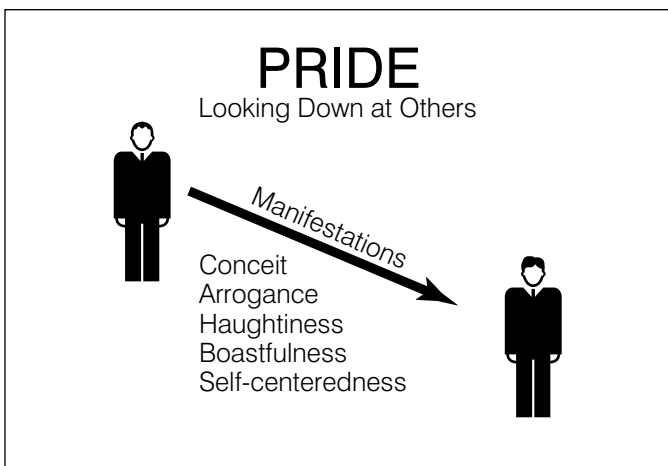 PRIDE
Looking Down at Others
Manifestations
Conceit
Arrogance
Haughtiness
Boastfulness
Self-centeredness